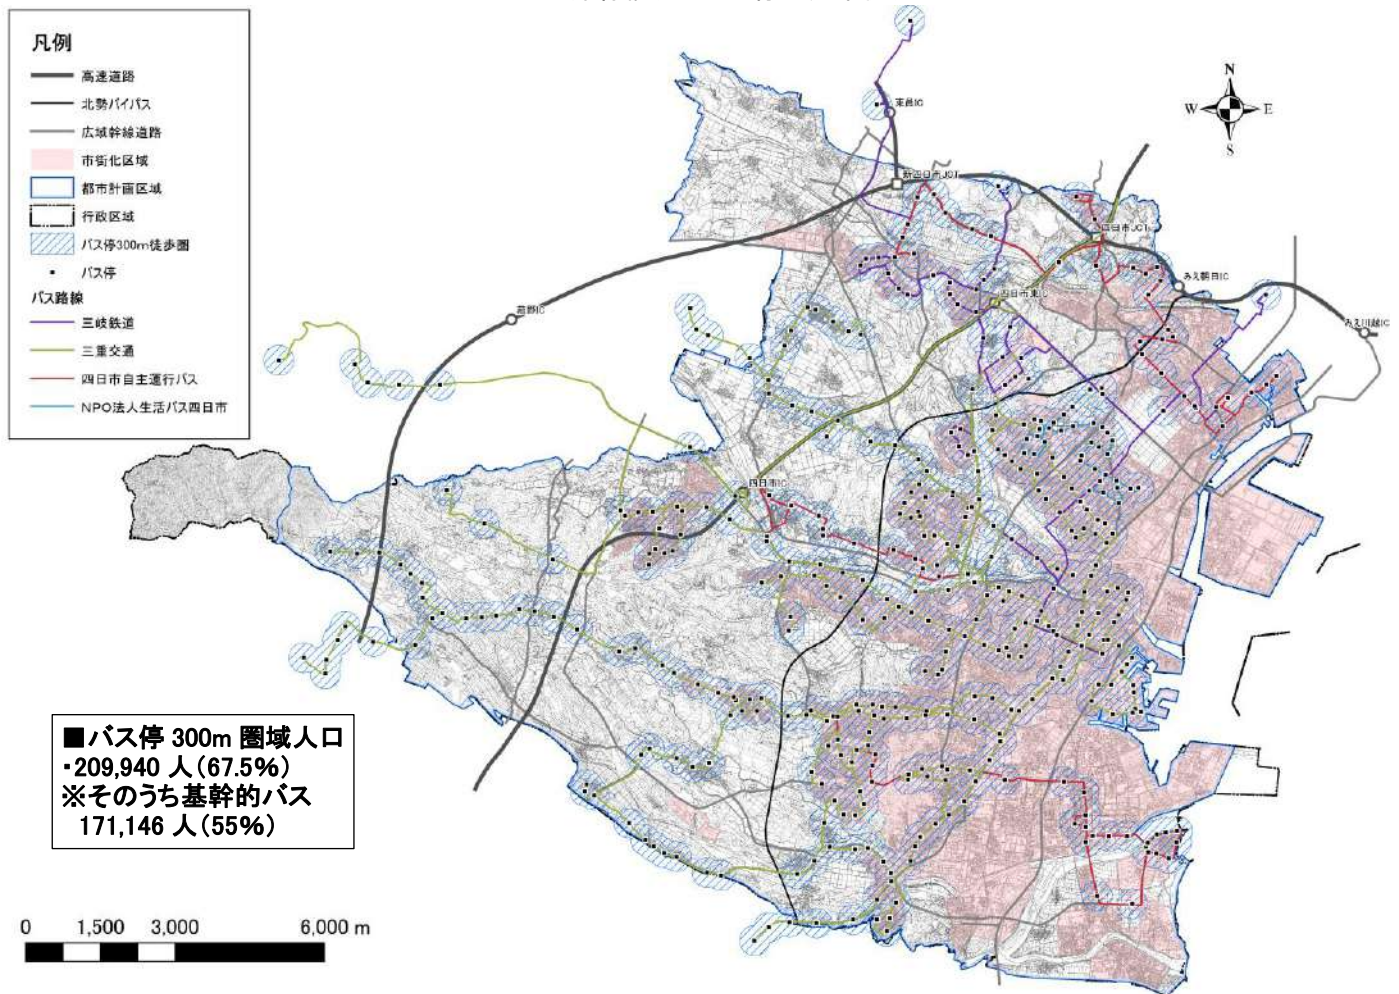 凡例
高速道路
北勢バイパス
広域幹線道路
市街化区域
都市計画区域
行政区域
バス停300m徒歩圏
バス停
バス路線
三岐鉄道
三重交通
四日市自主運行バス
NPO法人生活バス四日市
N
W
E
S
東員IC
新四日市JCT
四日市JCT
みえ朝日IC
四日市東IC
みえ川越IC
菰野IC
四日市IC
■バス停 300m 圏域人口
・209,940 人(67.5%)
※そのうち基幹的バス
171,146 人(55%)
0 1,500 3,000 6,000 m